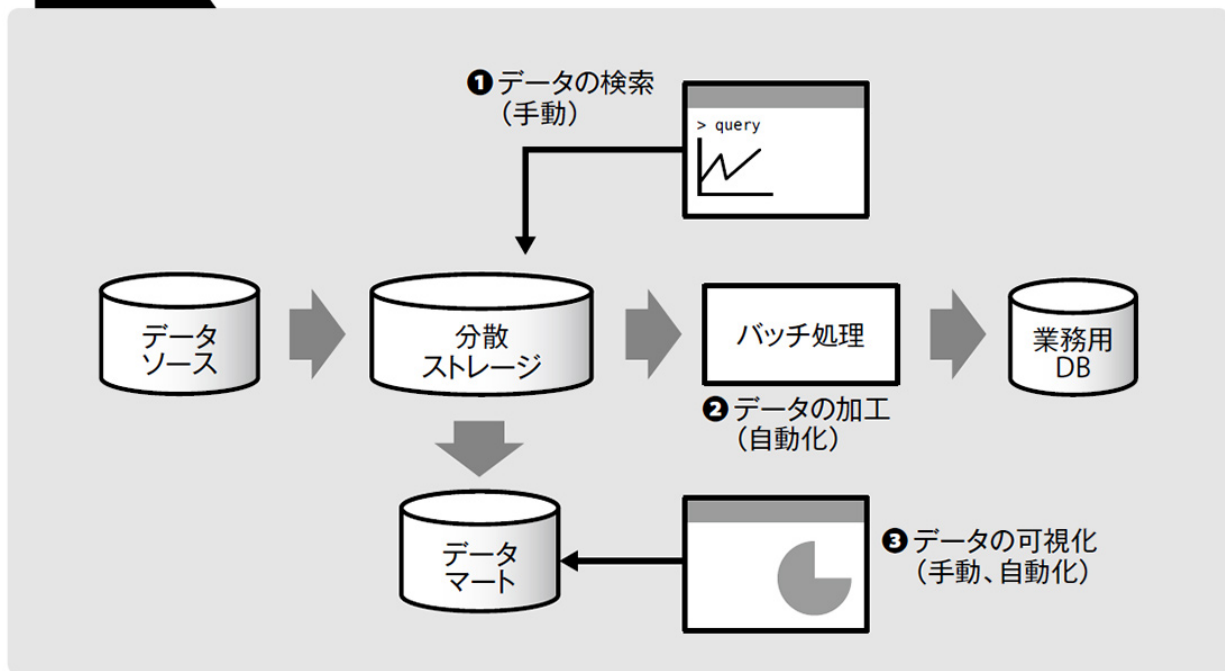 ❶データの検索
（手動）
> query
データ
ソース
分散
ストレージ
バッチ処理
業務用
DB
❷データの加工
（自動化）
データ
マート
❸データの可視化
（手動、自動化）